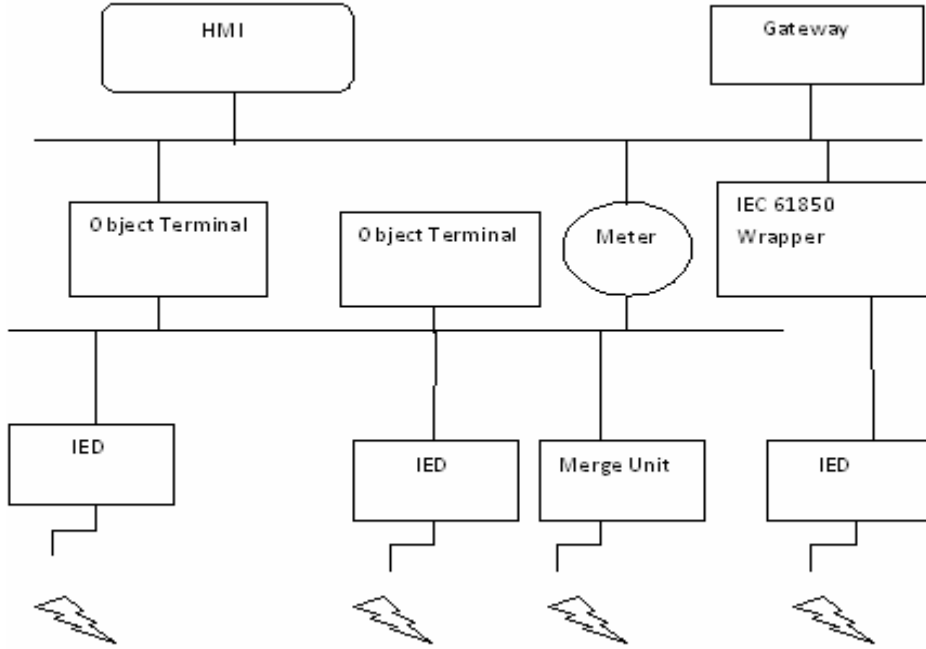 HMI
Gateway
Object Terminal
Object Terminal
Meter
IEC 61850
Wrapper
IED
IED
Merge Unit
IED